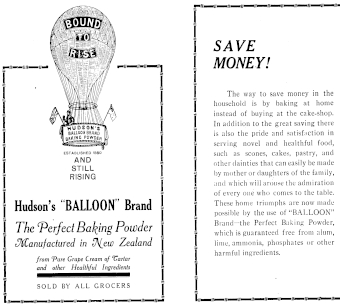 BOUND
TO
RISE
HUDSON'S
BALLOON BRAND
BAKING POWDER
ESTABLISHED 1880
AND
STILL
RISING
Hudson's "BALLOON" Brand
The Perfect Baking Powder
Manufactured in New Zealand
from Pure Grape Cream of Tartar
and other Healthful Ingredients
SOLD BY ALL GROCERS
SAVE
MONEY!
The way to save money in the
household is by baking at home
instead of buying at the cake-shop.
In addition to the great saving there
is also the pride and satisfaction in
serving novel and healthful food,
such as scones, cakes, pastry, and
other dainties that can easily be made
by mother or daughters of the family,
and which will arouse the admiration
of every one who comes to the table.
These home triumphs are now made
possible by the use of "BALLOON"
Brand—the Perfect Baking Powder,
which is guaranteed free from alum,
lime, ammonia, phosphates or other
harmful ingredients.